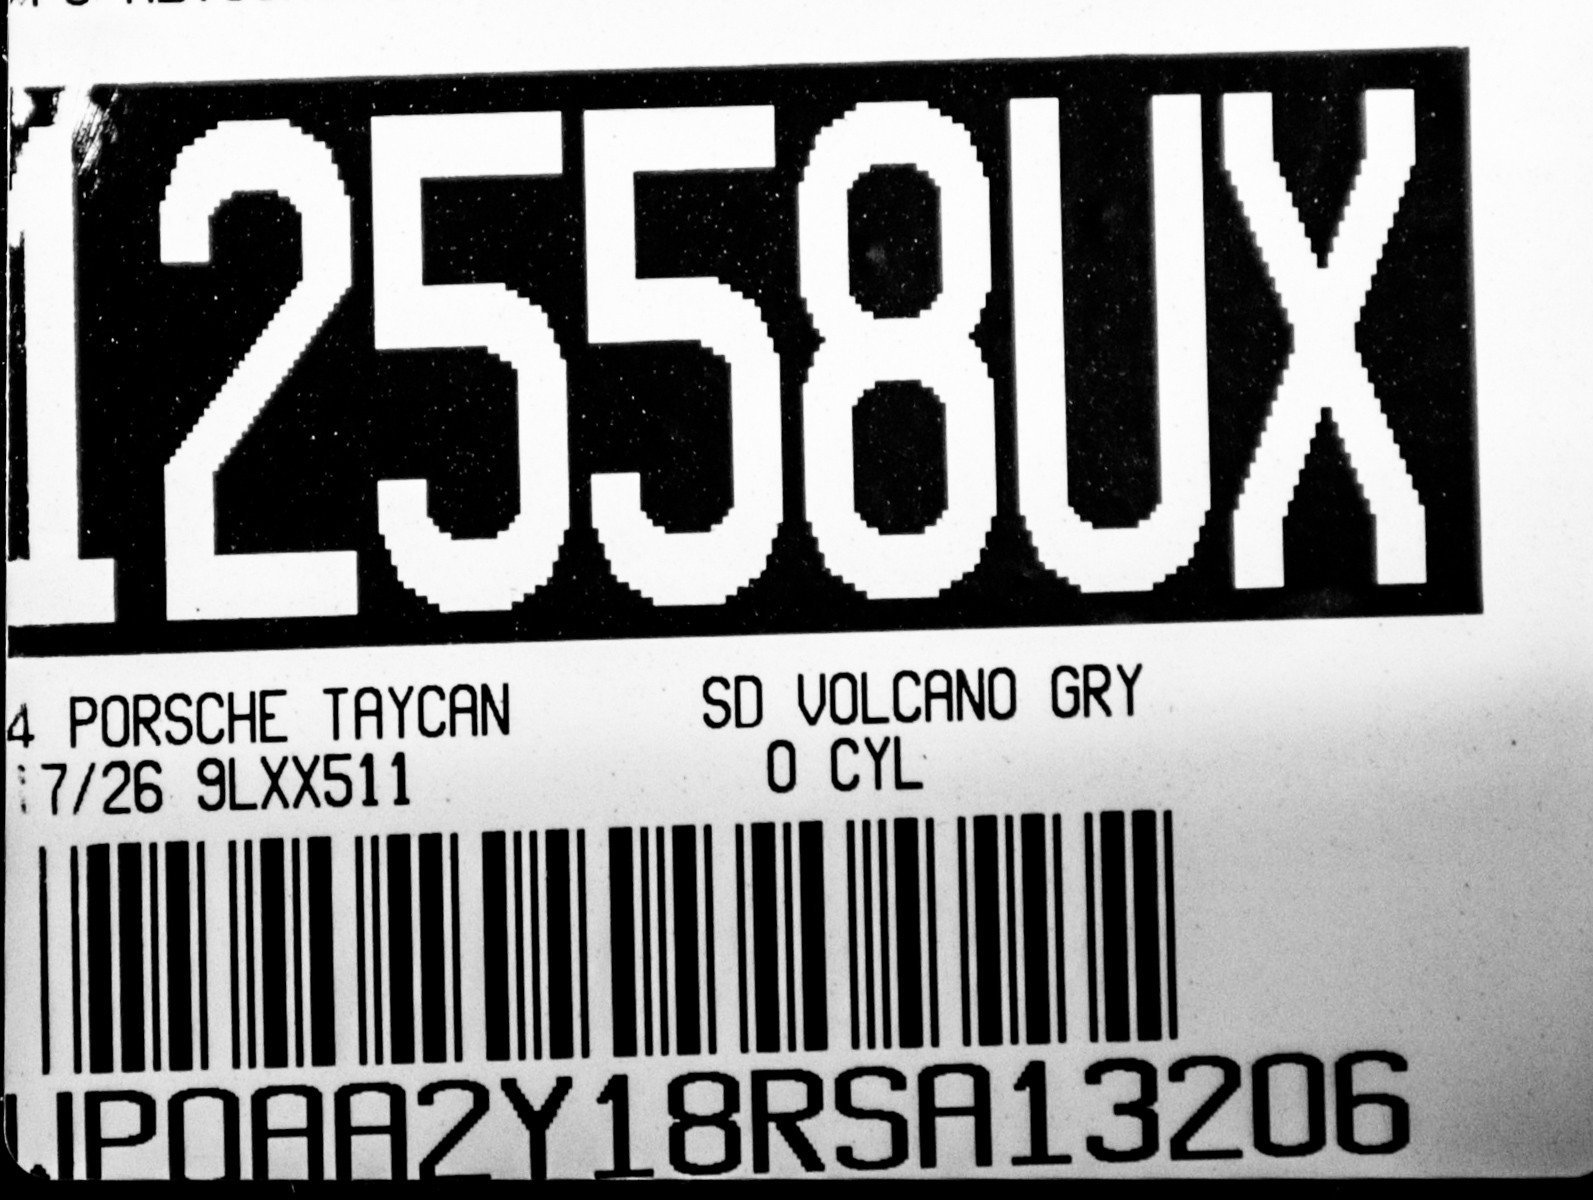 12558UX
4 PORSCHE TAYCAN SD VOLCANO GRY
7/26 9LXX511 0 CYL
WP0AA2Y18RSA13206